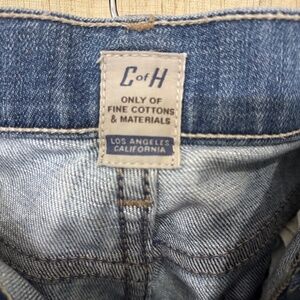 C of H
ONLY OF
FINE COTTONS
& MATERIALS
LOS ANGELES
CALIFORNIA